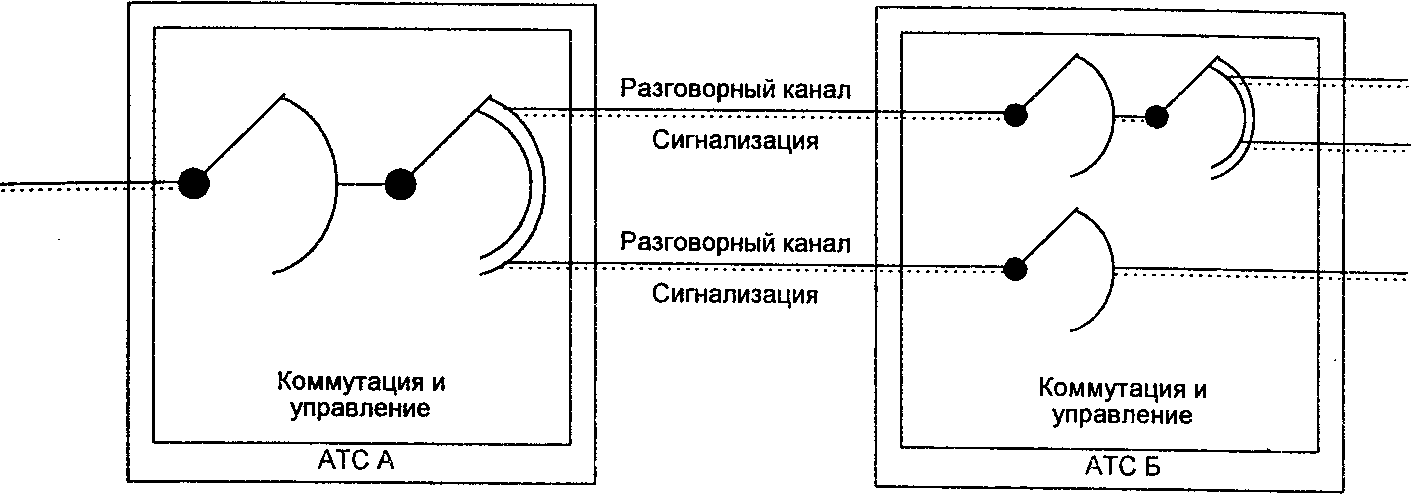 Разговорный канал
Сигнализация
Разговорный канал
Сигнализация
Коммутация и
управление
АТС А
Коммутация и
управление
АТС Б